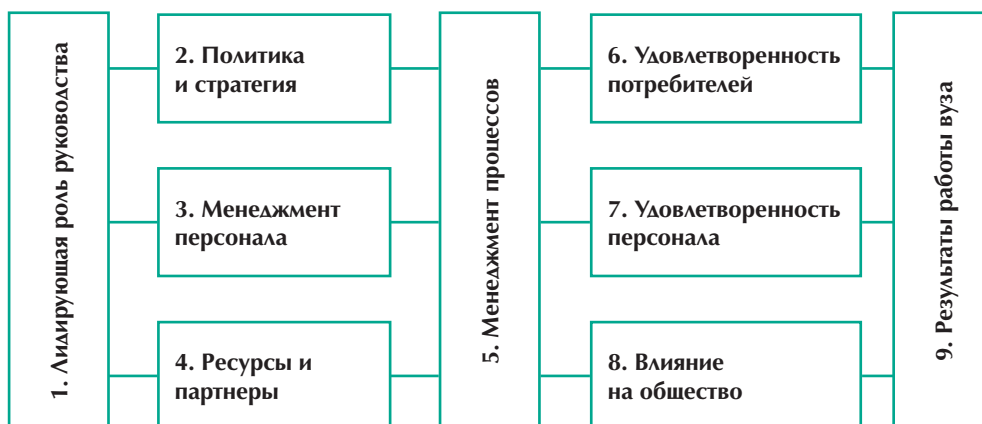 1. Лидирующая роль руководства
2. Политика
и стратегия
3. Менеджмент
персонала
4. Ресурсы и
партнеры
5. Менеджмент процессов
6. Удовлетворенность
потребителей
7. Удовлетворенность
персонала
8. Влияние
на общество
9. Результаты работы вуза